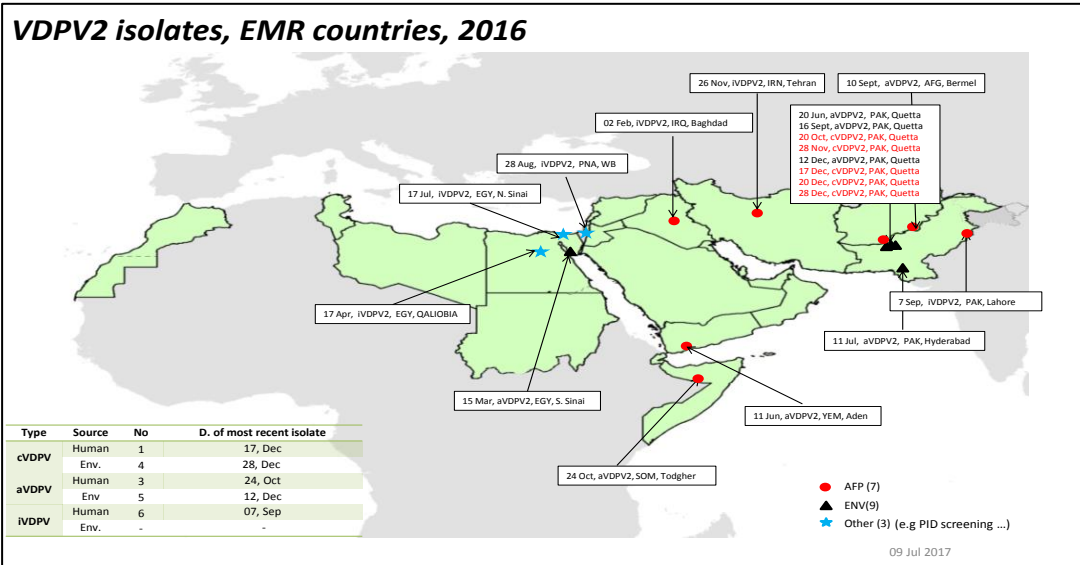 VDPV2 isolates, EMR countries, 2016
26 Nov, iVDPV2, IRN, Tehran
10 Sept, aVDPV2, AFG, Bermel
02 Feb, iVDPV2, IRQ, Baghdad
20 Jun, aVDPV2, PAK, Quetta
16 Sept, aVDPV2, PAK, Quetta
20 Oct, cVDPV2, PAK, Quetta
28 Nov, cVDPV2, PAK, Quetta
12 Dec, aVDPV2, PAK, Quetta
17 Dec, cVDPV2, PAK, Quetta
20 Dec, cVDPV2, PAK, Quetta
28 Dec, cVDPV2, PAK, Quetta
28 Aug, iVDPV2, PNA, WB
17 Jul, iVDPV2, EGY, N. Sinai
17 Apr, iVDPV2, EGY, QALIOBIA
7 Sep, iVDPV2, PAK, Lahore
11 Jul, aVDPV2, PAK, Hyderabad
15 Mar, aVDPV2, EGY, S. Sinai
11 Jun, aVDPV2, YEM, Aden
24 Oct, aVDPV2, SOM, Todgher
Type Source No D. of most recent isolate
cVDPV Human 1 17, Dec
Env. 4 28, Dec
aVDPV Human 3 24, Oct
Env 5 12, Dec
iVDPV Human 6 07, Sep
Env. - -
AFP (7)
ENV(9)
Other (3) (e.g PID screening ...)
09 Jul 2017